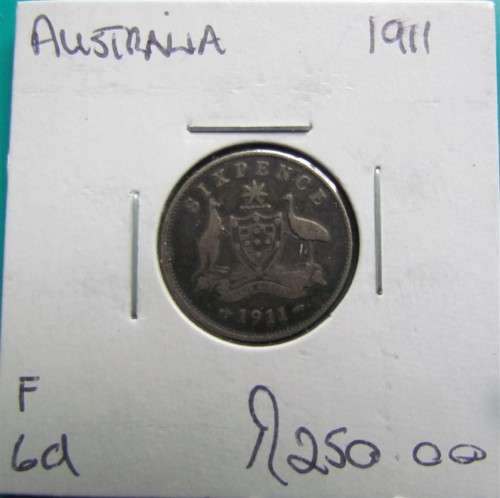 AUSTRALIA 1911
SIXPENCE
1911
F
6d R250.00